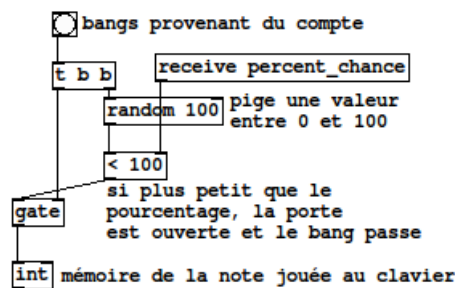 bangs provenant du compte
t b b
receive percent_chance
random 100
pige une valeur
entre 0 et 100
< 100
si plus petit que le
pourcentage, la porte
est ouverte et le bang passe
gate
int
mémoire de la note jouée au clavier